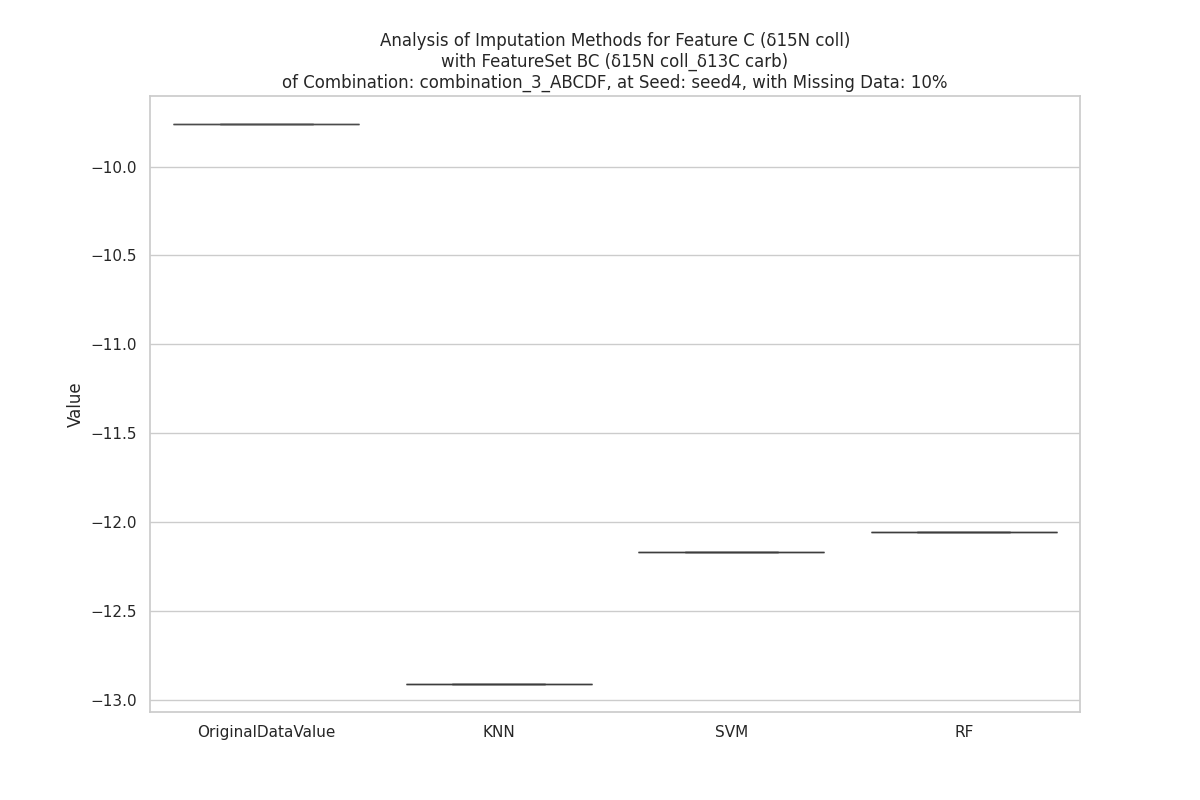 Analysis of Imputation Methods for Feature C (δ15N coll)
with FeatureSet BC (δ15N coll_δ13C carb)
of Combination: combination_3_ABCDF, at Seed: seed4, with Missing Data: 10%
Value
−10.0
−10.5
−11.0
−11.5
−12.0
−12.5
−13.0
OriginalDataValue
KNN
SVM
RF